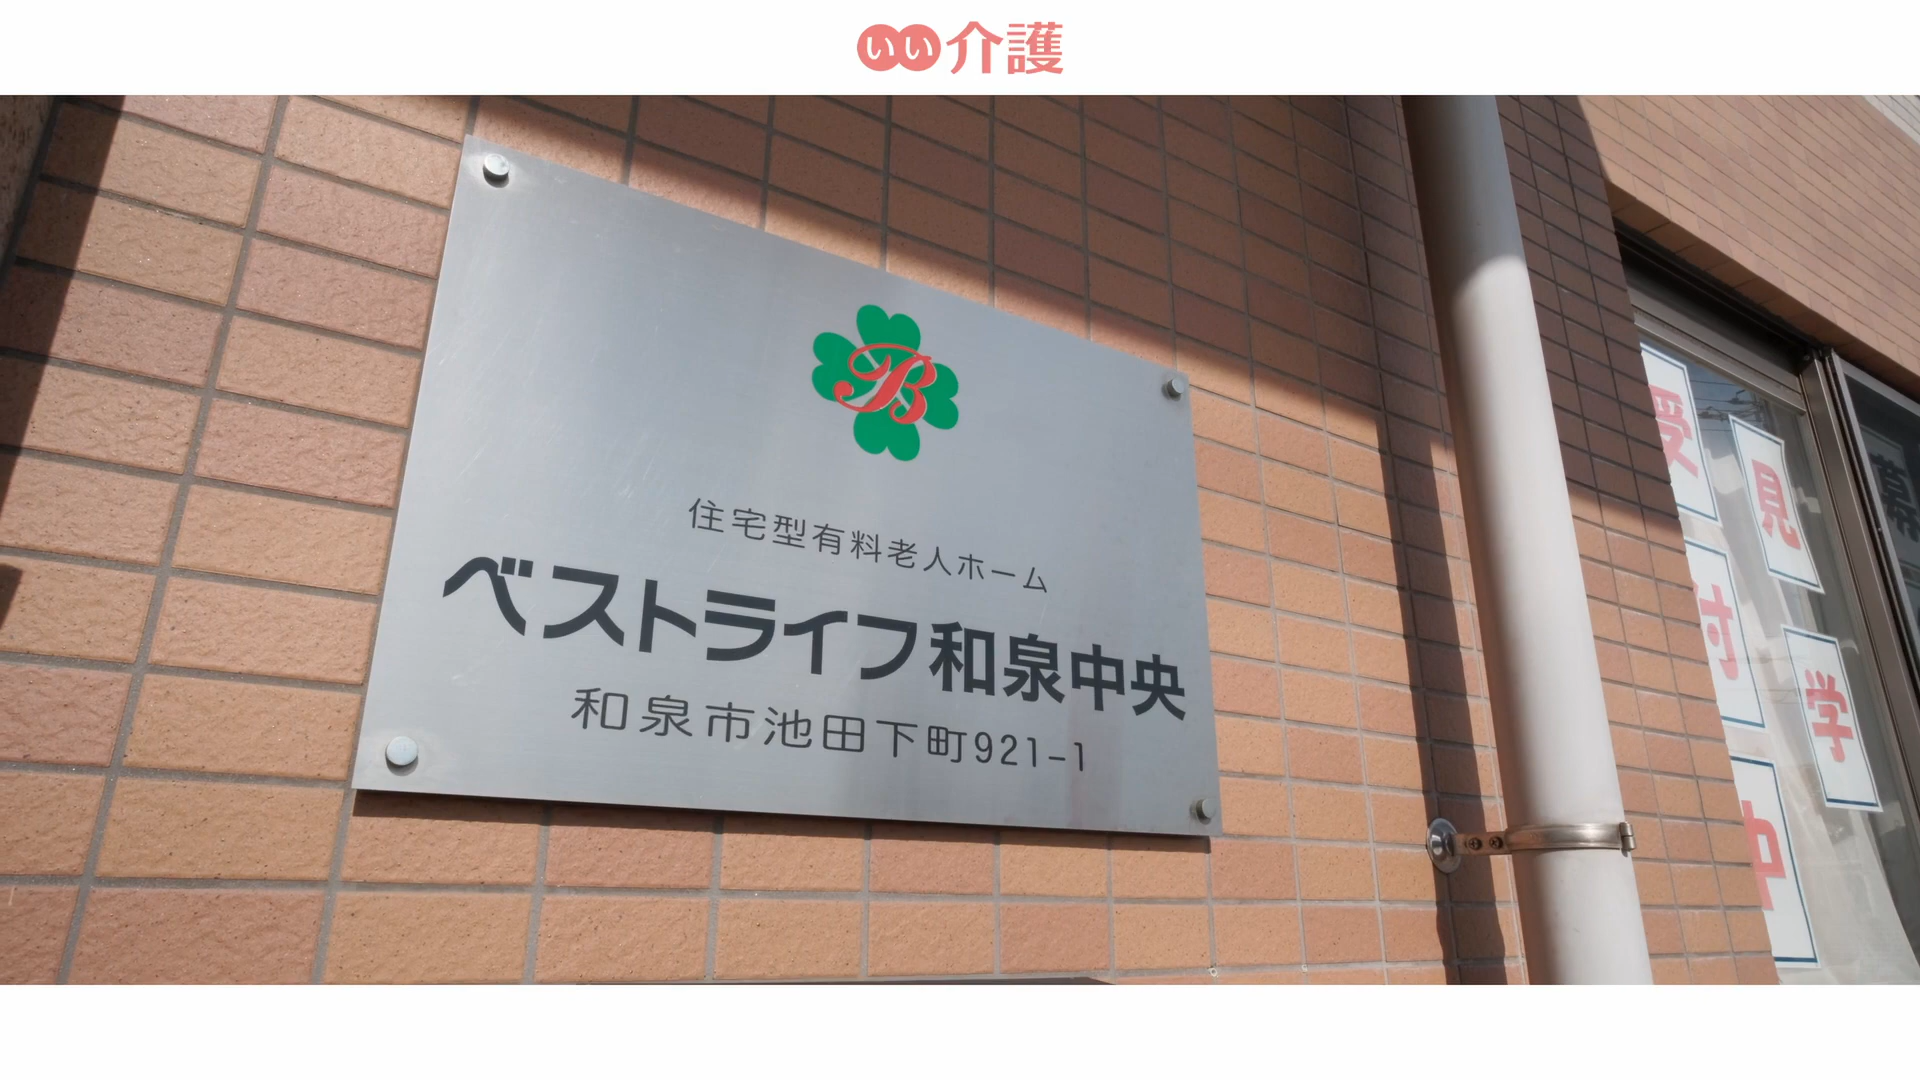 いい介護
B
住宅型有料老人ホーム
ベストライフ和泉中央
和泉市池田下町921-1
見学
受付中